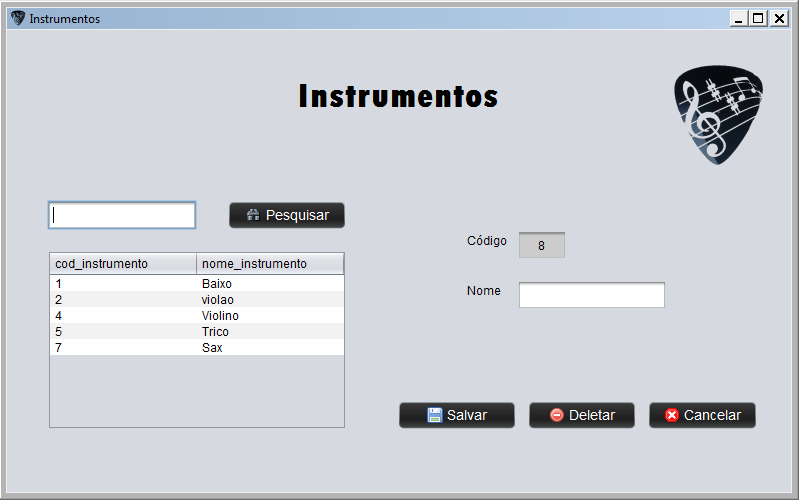 Instrumentos
Instrumentos
Pesquisar
cod_instrumento nome_instrumento
1 Baixo
2 violao
4 Violino
5 Trico
7 Sax
Código 8
Nome
Salvar Deletar Cancelar